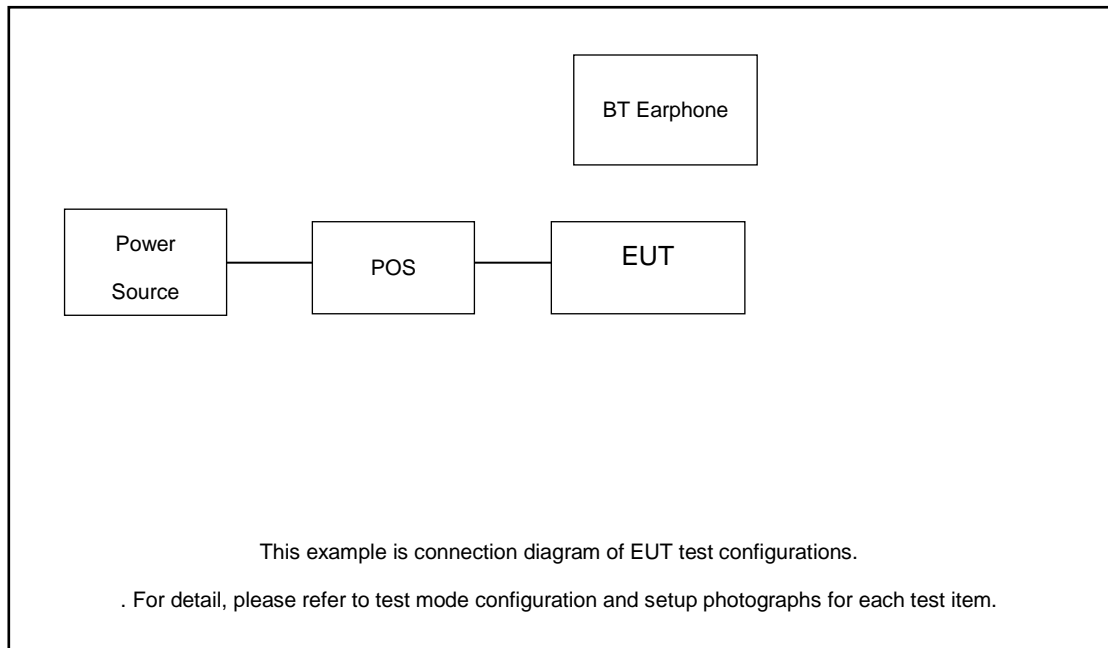 BT Earphone
Power
Source
POS
EUT
This example is connection diagram of EUT test configurations.
. For detail, please refer to test mode configuration and setup photographs for each test item.